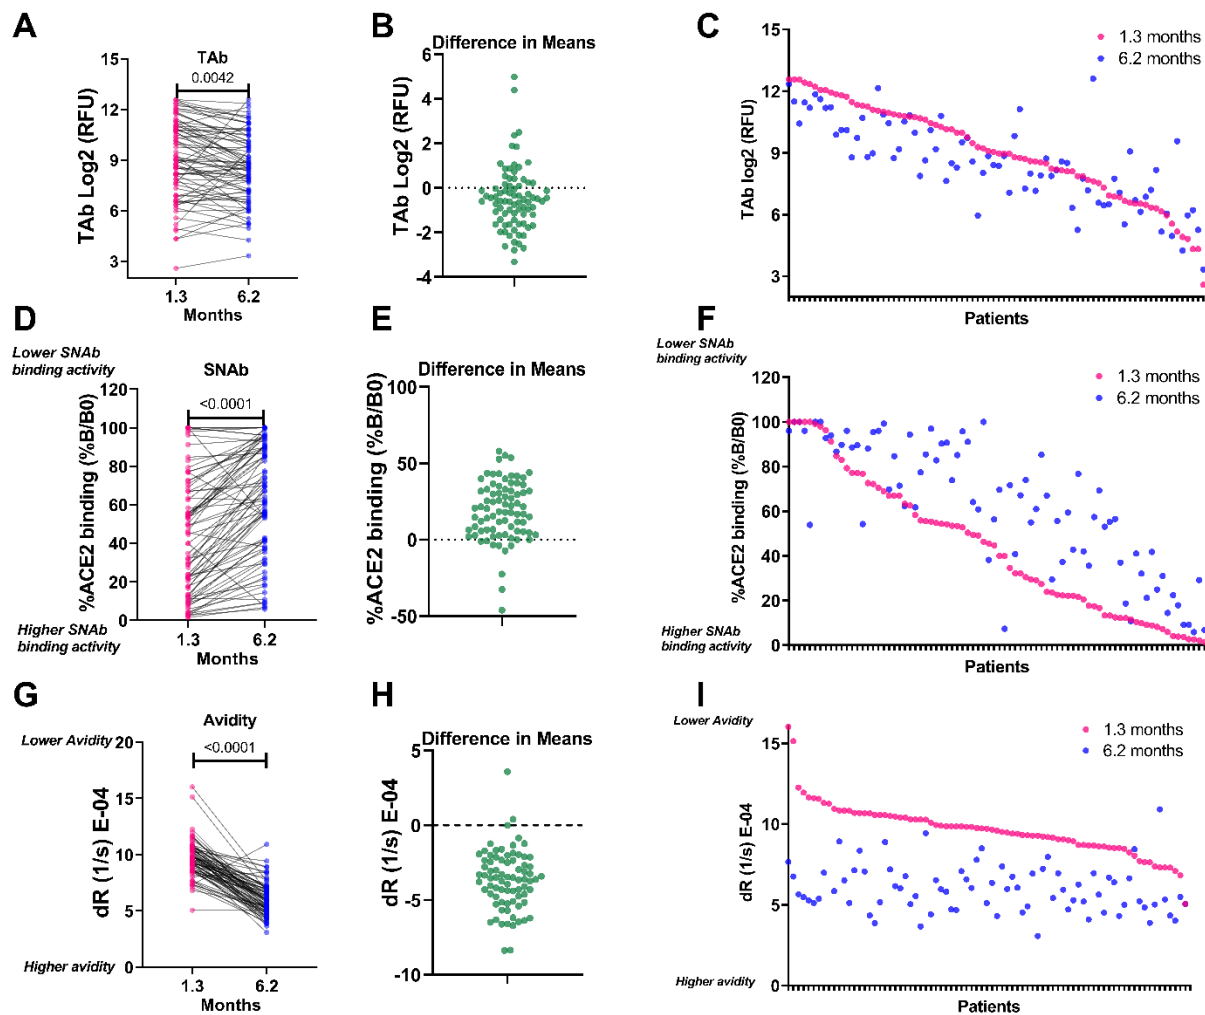 A
TAb
0.0042
TAb Log2 (RFU)
15
12
9
6
3
1.3
6.2
Months
B
Difference in Means
TAb Log2 (RFU)
6
4
2
0
-2
-4
C
1.3 months
6.2 months
TAb log2 (RFU)
15
12
9
6
3
Patients
D
Lower SNAb
binding activity
SNAb
<0.0001
%ACE2 binding (%B/B0)
120
100
80
60
40
20
0
Higher SNAb
binding activity
1.3
6.2
Months
E
Difference in Means
%ACE2 binding (%B/B0)
100
50
0
-50
F
Lower SNAb
binding activity
1.3 months
6.2 months
%ACE2 binding (%B/B0)
120
100
80
60
40
20
0
Higher SNAb
binding activity
Patients
G
Avidity
Lower Avidity
<0.0001
dR (1/s) E-04
20
15
10
5
0
Higher avidity
1.3
6.2
Months
H
Difference in Means
dR (1/s) E-04
5
0
-5
-10
I
Lower Avidity
1.3 months
6.2 months
dR (1/s) E-04
15
10
5
0
Higher avidity
Patients